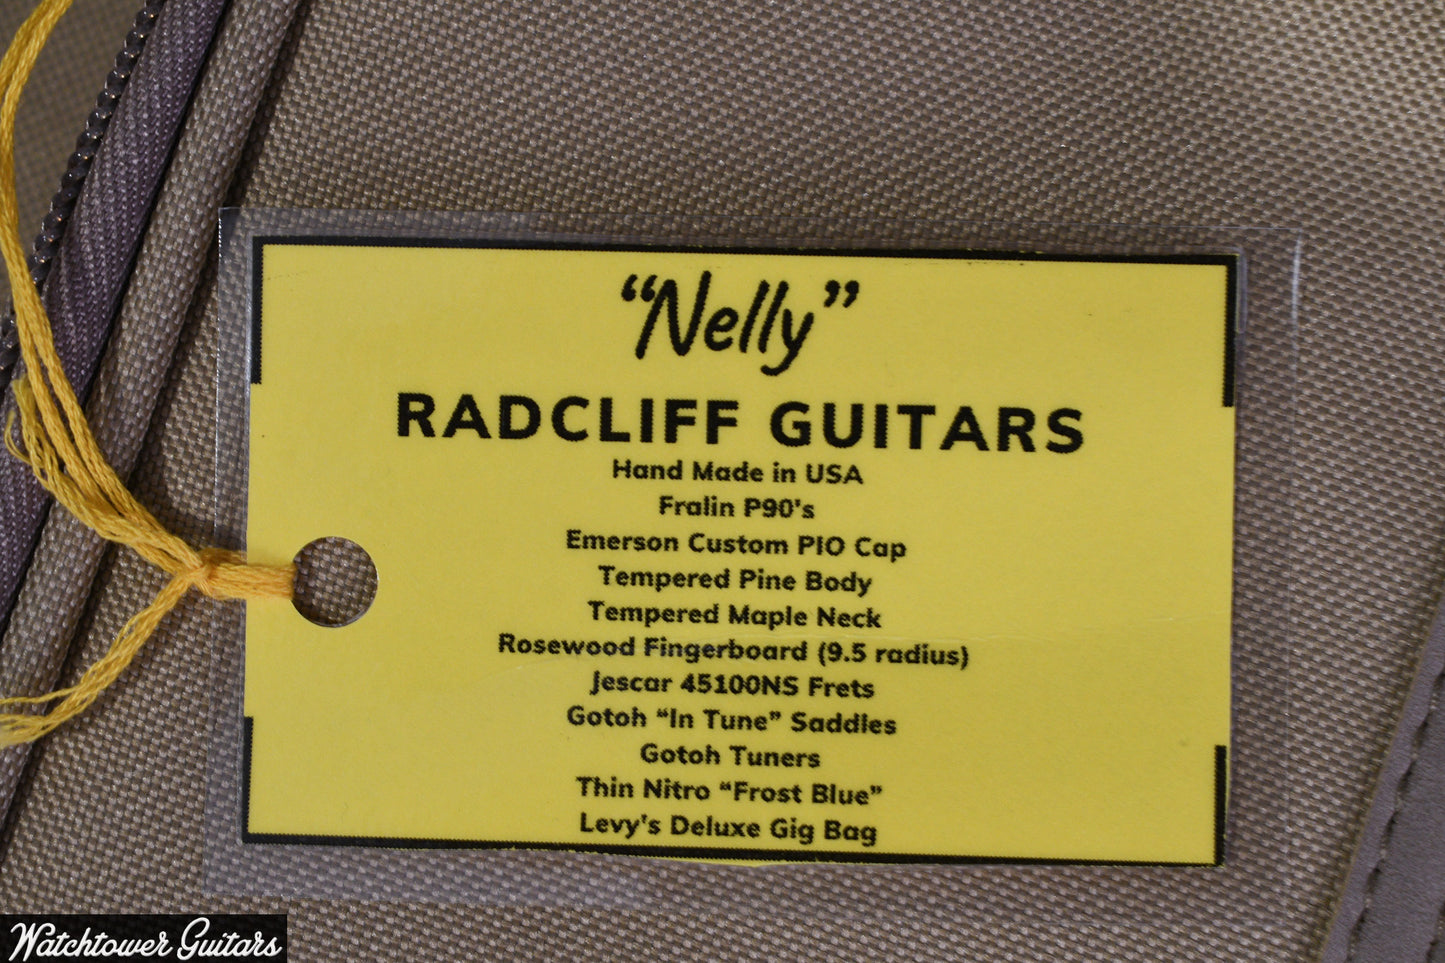 “Nelly”
RADCLIFF GUITARS
Hand Made in USA
Fralin P90's
Emerson Custom PIO Cap
Tempered Pine Body
Tempered Maple Neck
Rosewood Fingerboard (9.5 radius)
Jescar 45100NS Frets
Gotoh “In Tune” Saddles
Gotoh Tuners
Thin Nitro “Frost Blue”
Levy's Deluxe Gig Bag
Watchtower Guitars